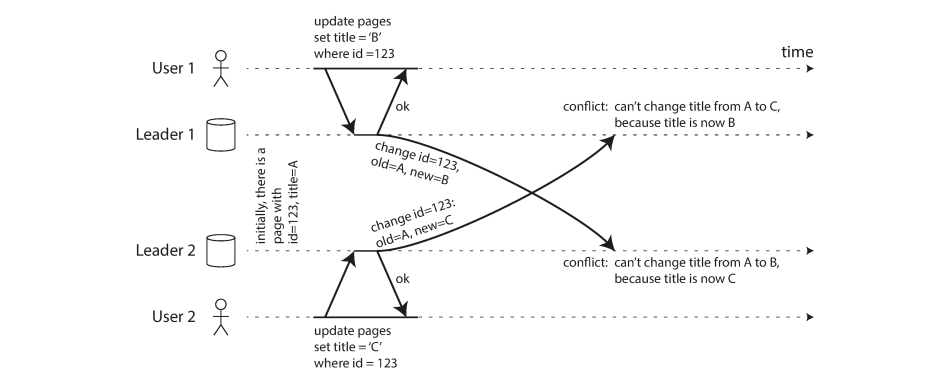 update pages
set title = ‘B’
where id =123
time
User 1
ok
conflict: can’t change title from A to C,
because title is now B
Leader 1
change id=123,
old=A, new=B
initially, there is a
page with
id=123, title=A
change id=123:
old=A, new=C
Leader 2
conflict: can’t change title from A to B,
because title is now C
ok
User 2
update pages
set title = ‘C’
where id = 123